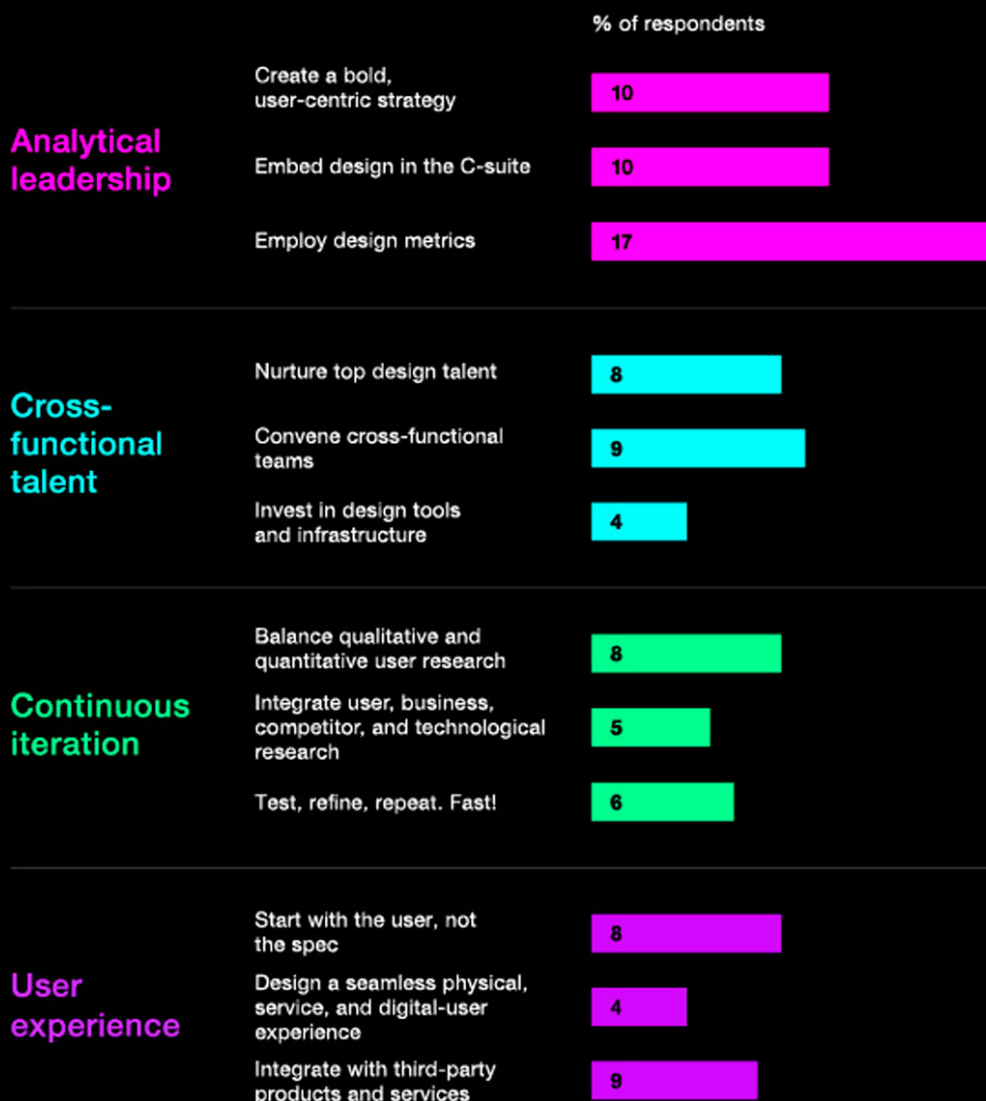 % of respondents
Analytical
leadership
Create a bold,
user-centric strategy
10
Embed design in the C-suite
10
Employ design metrics
17
Cross-
functional
talent
Nurture top design talent
8
Convene cross-functional
teams
9
Invest in design tools
and infrastructure
4
Continuous
iteration
Balance qualitative and
quantitative user research
8
Integrate user, business,
competitor, and technological
research
5
Test, refine, repeat. Fast!
6
User
experience
Start with the user, not
the spec
8
Design a seamless physical,
service, and digital-user
experience
4
Integrate with third-party
products and services
9